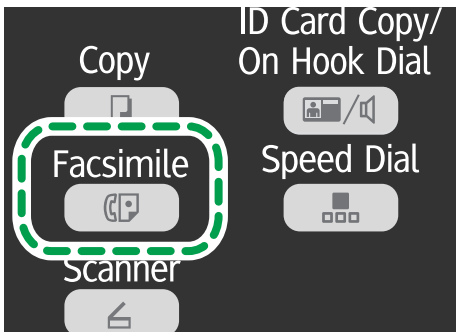 Copy
ID Card Copy/
On Hook Dial
Facsimile
Speed Dial
Scanner